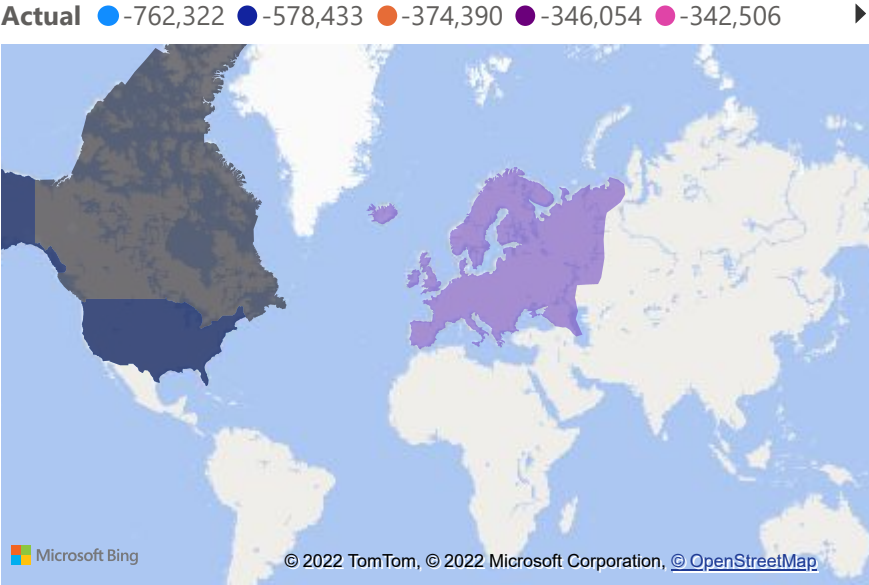 Actual -762,322 -578,433 -374,390 -346,054 -342,506
Microsoft Bing
© 2022 TomTom, © 2022 Microsoft Corporation, © OpenStreetMap